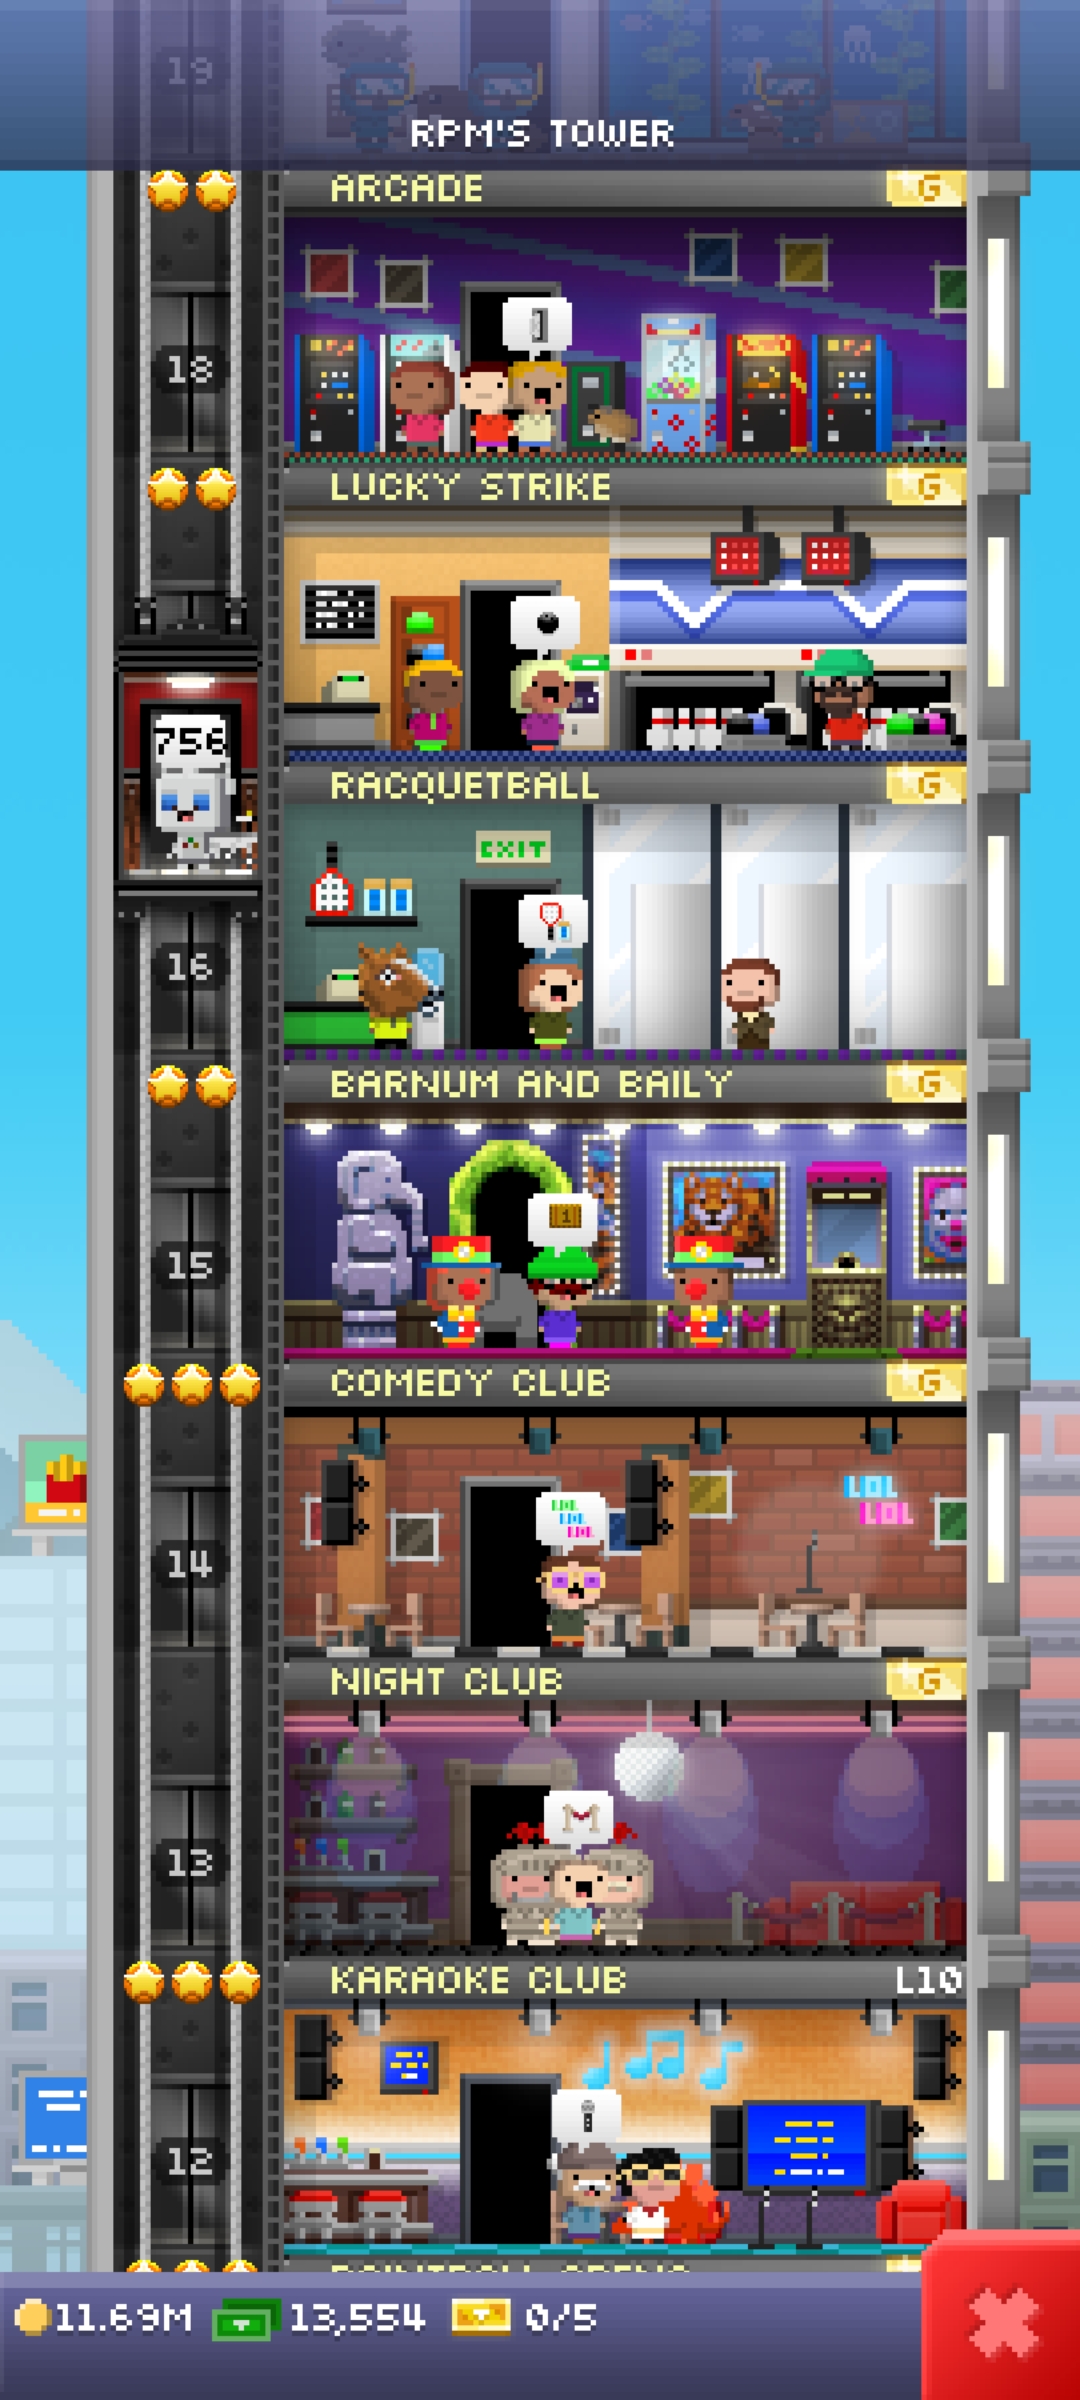 19
RPM'S TOWER
ARCADE G
18
LUCKY STRIKE G
756
RACQUETBALL G
EXIT
16
BARNUM AND BAILY G
1
15
COMEDY CLUB G
LOL
LOL
LOL
LOL
LOL
14
NIGHT CLUB G
13
KARAOKE CLUB L10
12
11.69M 13,554 0/5